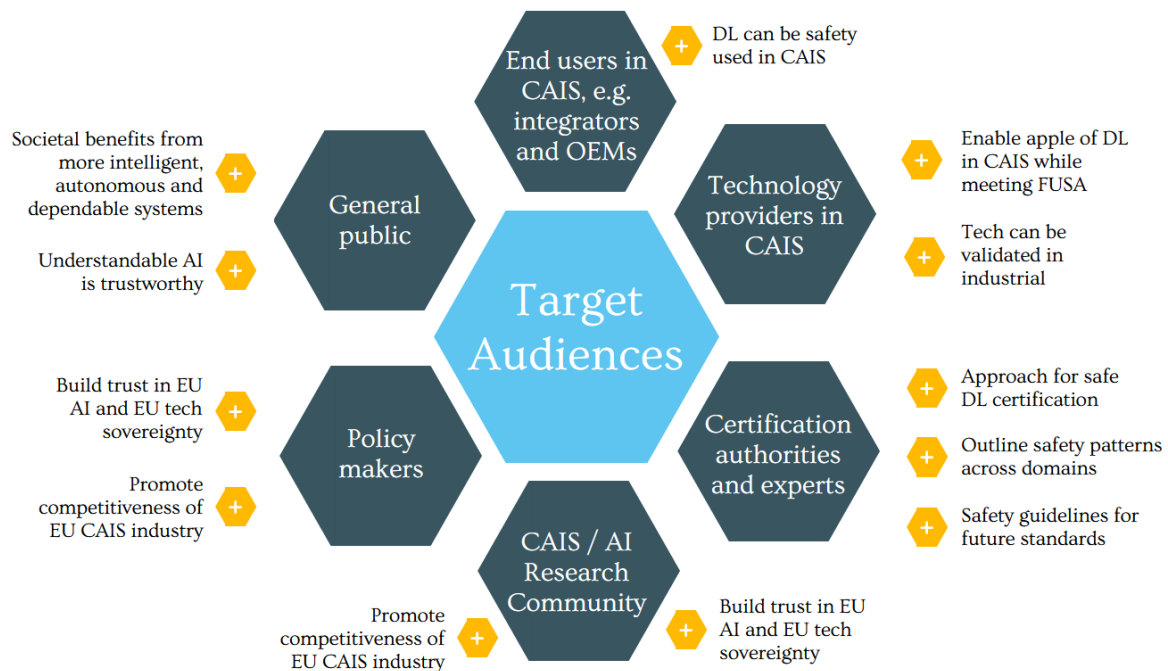 End users in
CAIS, e.g.
integrators
and OEMs
DL can be safety
used in CAIS
Technology
providers in
CAIS
Enable apple of DL
in CAIS while
meeting FUSA
Tech can be
validated in
industrial
Certification
authorities
and experts
Approach for safe
DL certification
Outline safety patterns
across domains
Safety guidelines for
future standards
CAIS / AI
Research
Community
Build trust in EU
AI and EU tech
sovereignty
Promote
competitiveness of
EU CAIS industry
Policy
makers
Build trust in EU
AI and EU tech
sovereignty
Promote
competitiveness of
EU CAIS industry
General
public
Societal benefits from
more intelligent,
autonomous and
dependable systems
Understandable AI
is trustworthy
Target
Audiences